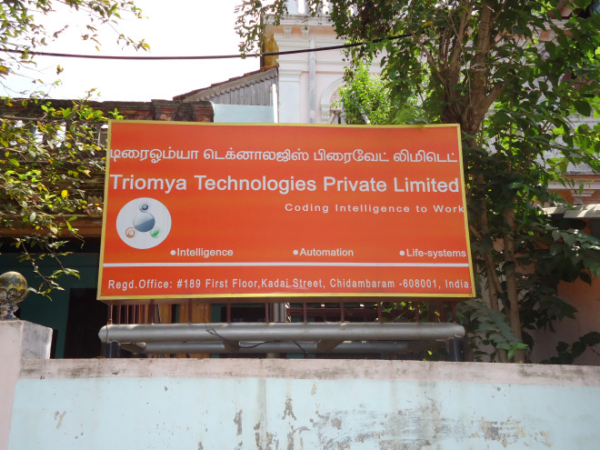 டிரைஓம்யா டெக்னாலஜிஸ் பிரைவேட் லிமிடெட்
Triomya Technologies Private Limited
Coding Intelligence to Work
•Intelligence •Automation •Life-systems
Regd.Office: #189 First Floor,Kadai Street, Chidambaram -608001, India